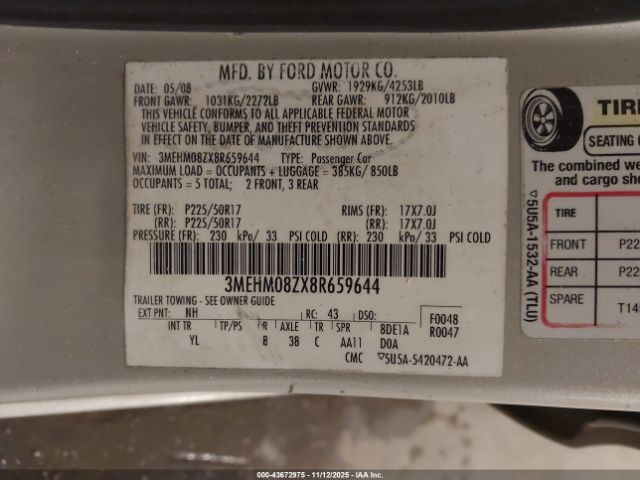 MFD. BY FORD MOTOR CO.
DATE: 05/08 GVWR: 1929KG/4253LB
FRONT GAWR: 1031KG/2272LB REAR GAWR: 912KG/2010LB
THIS VEHICLE CONFORMS TO ALL APPLICABLE FEDERAL MOTOR
VEHICLE SAFETY, BUMPER, AND THEFT PREVENTION STANDARDS
IN EFFECT ON THE DATE OF MANUFACTURE SHOWN ABOVE.
VIN: 3MEHM08ZX8R659644 TYPE: Passenger Car
MAXIMUM LOAD = OCCUPANTS + LUGGAGE = 385KG/850LB
OCCUPANTS = 5 TOTAL; 2 FRONT, 3 REAR
TIRE (FR): P225/50R17 RIMS (FR): 17X7.0J
(RR): P225/50R17 (RR): 17X7.0J
PRESSURE (FR): 230 kPa/ 33 PSI COLD (RR): 230 kPa/ 33 PSI COLD
3MEHM08ZX8R659644
TRAILER TOWING - SEE OWNER GUIDE
EXT PNT: NH RC: 43 DSO: F0048
R0047
INT TR TP/PS R AXLE TR SPR 8DE1A
YL B 38 C AA11 D0A
CMC ▽5U5A-5420472-AA
▽5U5A-1532-AA (TLU)
TIRE
SEATING
The combined we
and cargo sho
TIRE
FRONT P22
REAR P22
SPARE T14
©00-43672975 - 11/12/2025 - IAA Inc.